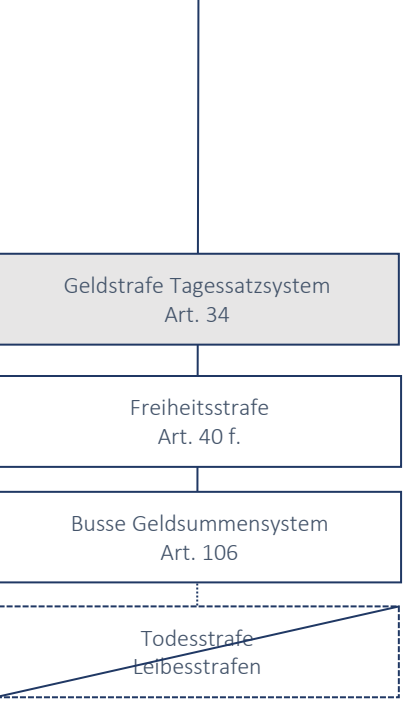 Geldstrafe Tagessatzsystem
Art. 34
Freiheitsstrafe
Art. 40 f.
Busse Geldsummensystem
Art. 106
Todesstrafe
Leibesstrafen